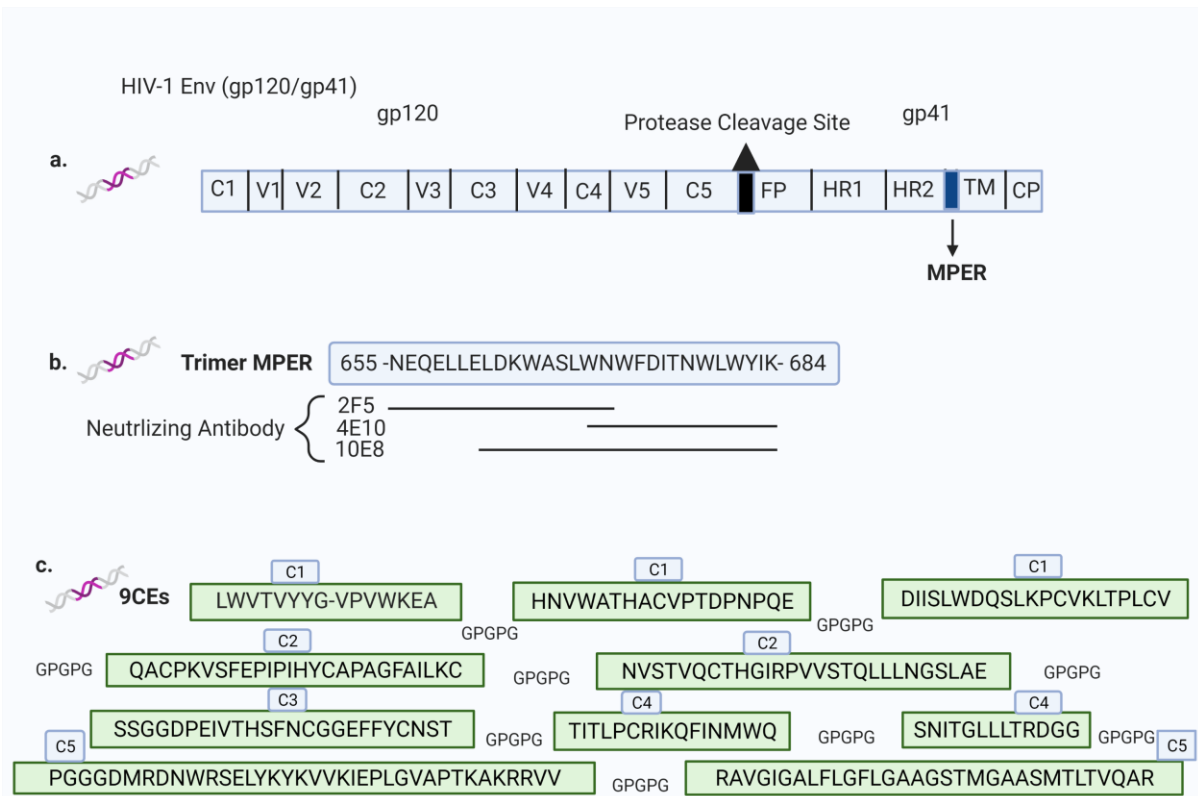 HIV-1 Env (gp120/gp41)
gp120
Protease Cleavage Site
gp41
a.
C1 V1 V2 C2 V3 C3 V4 C4 V5 C5 FP HR1 HR2 TM CP
MPER
b. Trimer MPER 655 -NEQELLELDKWASLWNWFDITNWLWYIK- 684
Neutrlizing Antibody
2F5
4E10
10E8
c. 9CEs
C1 C1 C1
LWVTVYYG-VPVWKEA HNVWATHACVPTDPNPQE DIISLWDQSLKPCVKLTPLCV
GPGPG GPGPG
C2 C2
GPGPG QACPKVSFEPIPIHYCAPAGFAILKC GPGPG NVSTVQCTHGIRPVVSTQLLLNGSLAE GPGPG
C3 C4 C4
SSGGDPEIVTHSFNCGGEFFYCNST GPGPG TITLPCRIKQFINMWQ GPGPG SNITGLLLTRDGG GPGPG
C5 C5
PGGGDMRDNWRSELYKYKVVKIEPLGVAPTKAKRRVV GPGPG RAVGIGALFLGFLGAAGSTMGAASMTLTVQAR